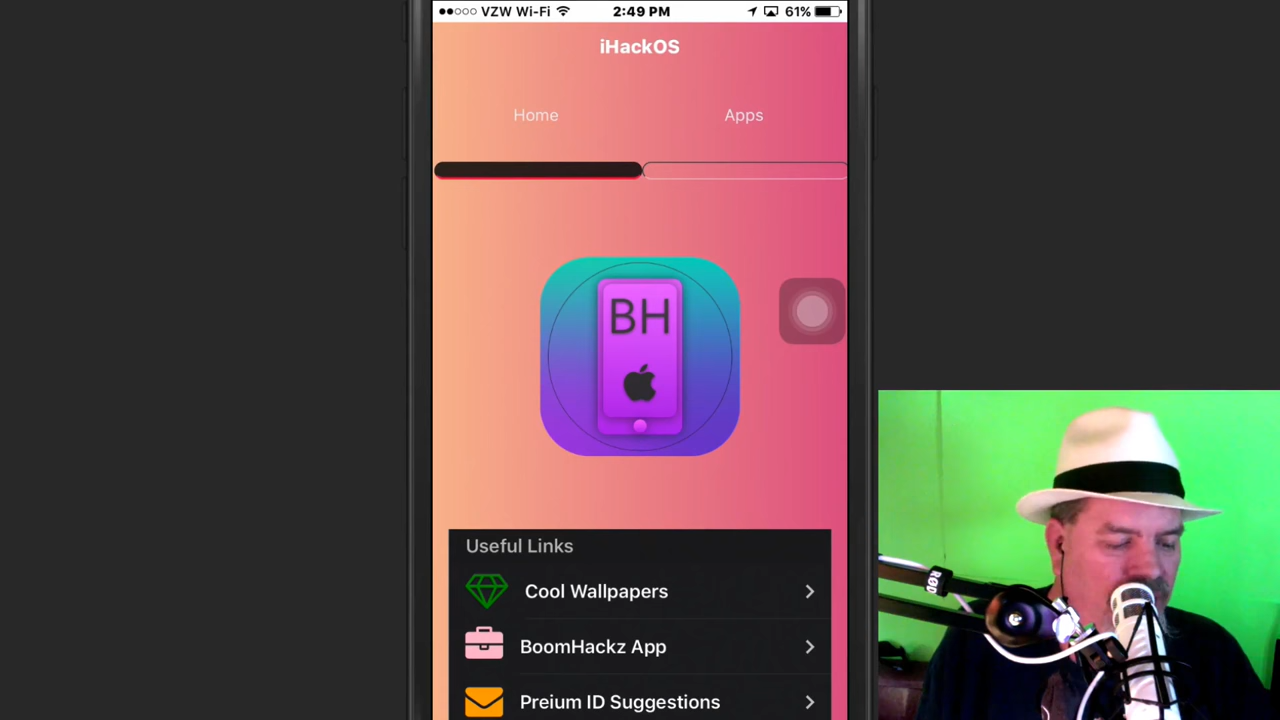 VZW Wi-Fi 2:49 PM 61%
iHackOS
Home Apps
BH
Useful Links
Cool Wallpapers
BoomHackz App
Preium ID Suggestions
RØDE